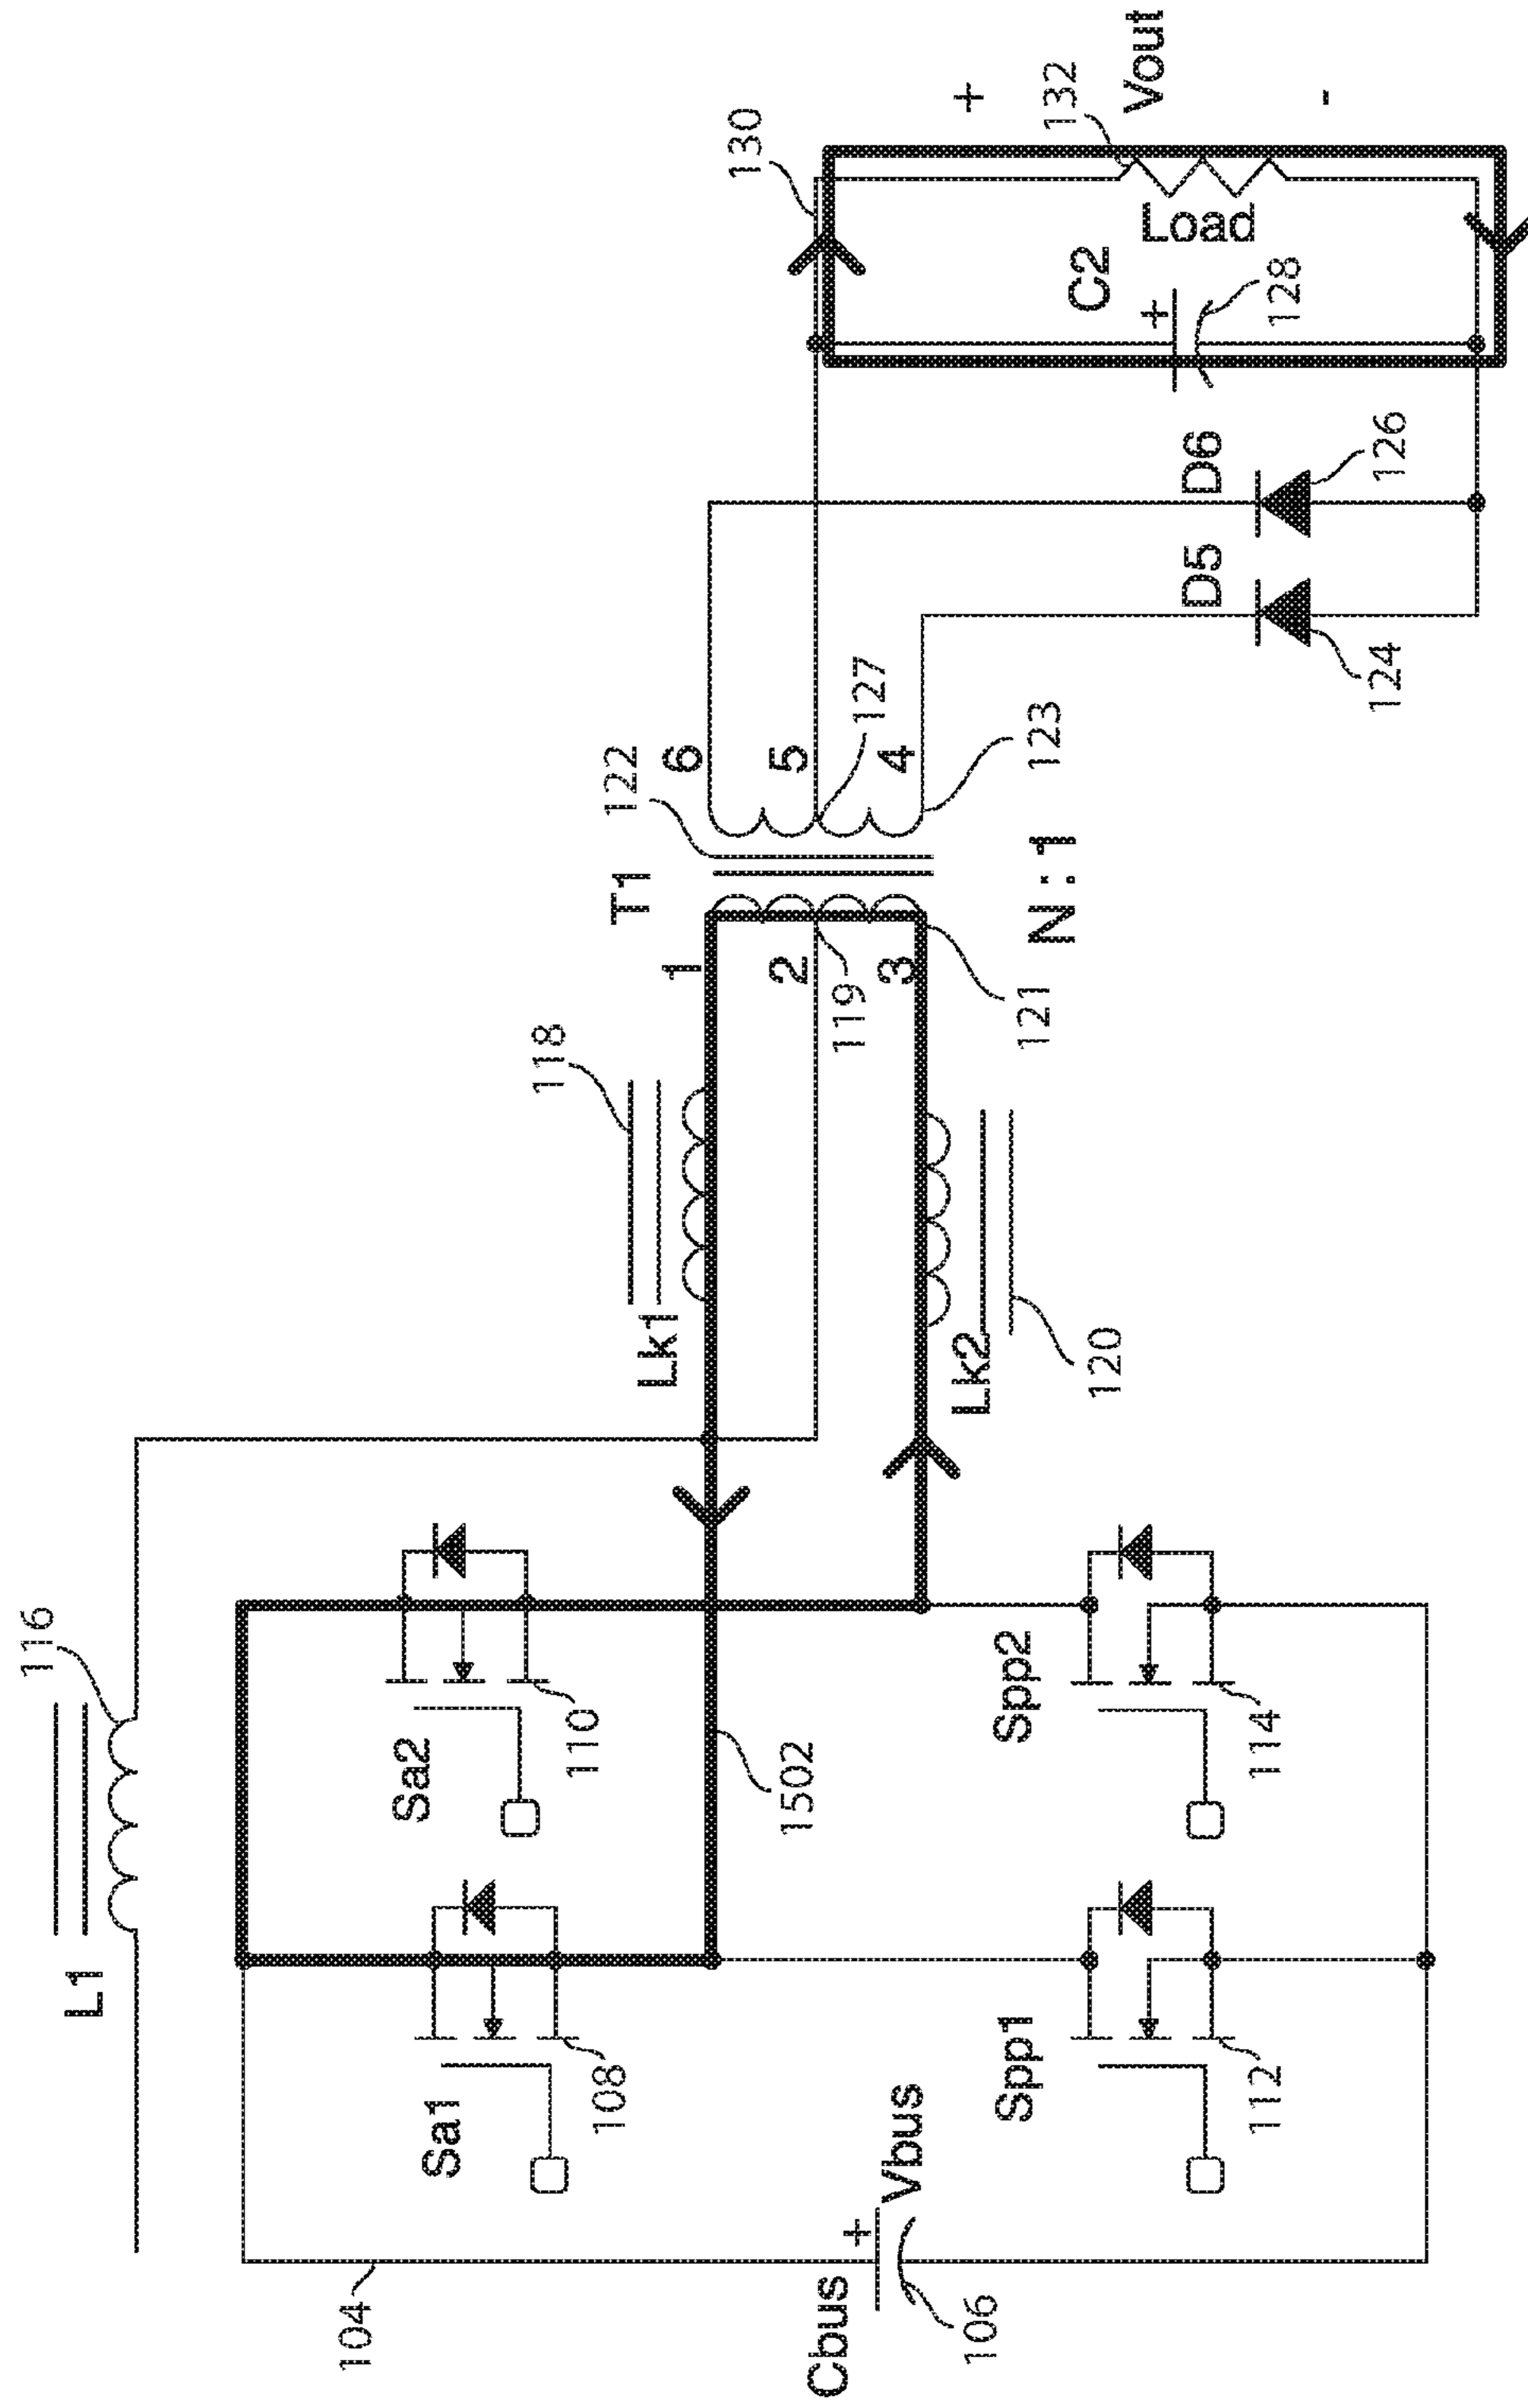 116
L1
Sa2
110
Sa1
108
104
Cbus
+
Vbus
106
Spp1
112
Spp2
114
1502
118
Lk1
Lk2
120
T1
122
1
2
3
119
121
N : 1
6
5
4
127
123
D5
124
D6
126
C2
+
128
130
Load
132
+
Vout
-